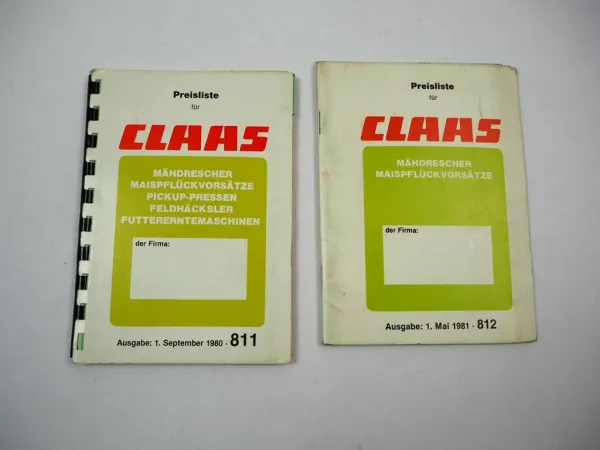 Preisliste
für
CLAAS
MÄHDRESCHER
MAISPFLÜCKVORSÄTZE
PICKUP-PRESSEN
FELDHÄCKSLER
FUTTERERNTEMASCHINEN
der Firma:
Ausgabe: 1. September 1980 - 811
Preisliste
für
CLAAS
MÄHDRESCHER
MAISPFLÜCKVORSÄTZE
der Firma:
Ausgabe: 1. Mai 1981 - 812